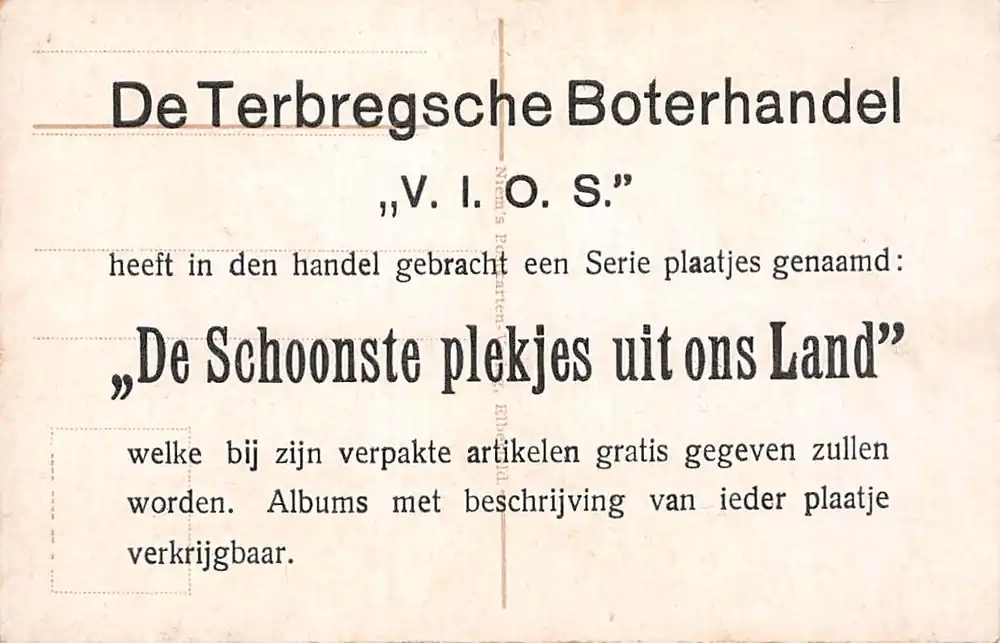 De Terbregsche Boterhandel
„V. I. O. S.”
heeft in den handel gebracht een Serie plaatjes genaamd:
„De Schoonste plekjes uit ons Land”
welke bij zijn verpakte artikelen gratis gegeven zullen
worden. Albums met beschrijving van ieder plaatje
verkrijgbaar.
Niem's